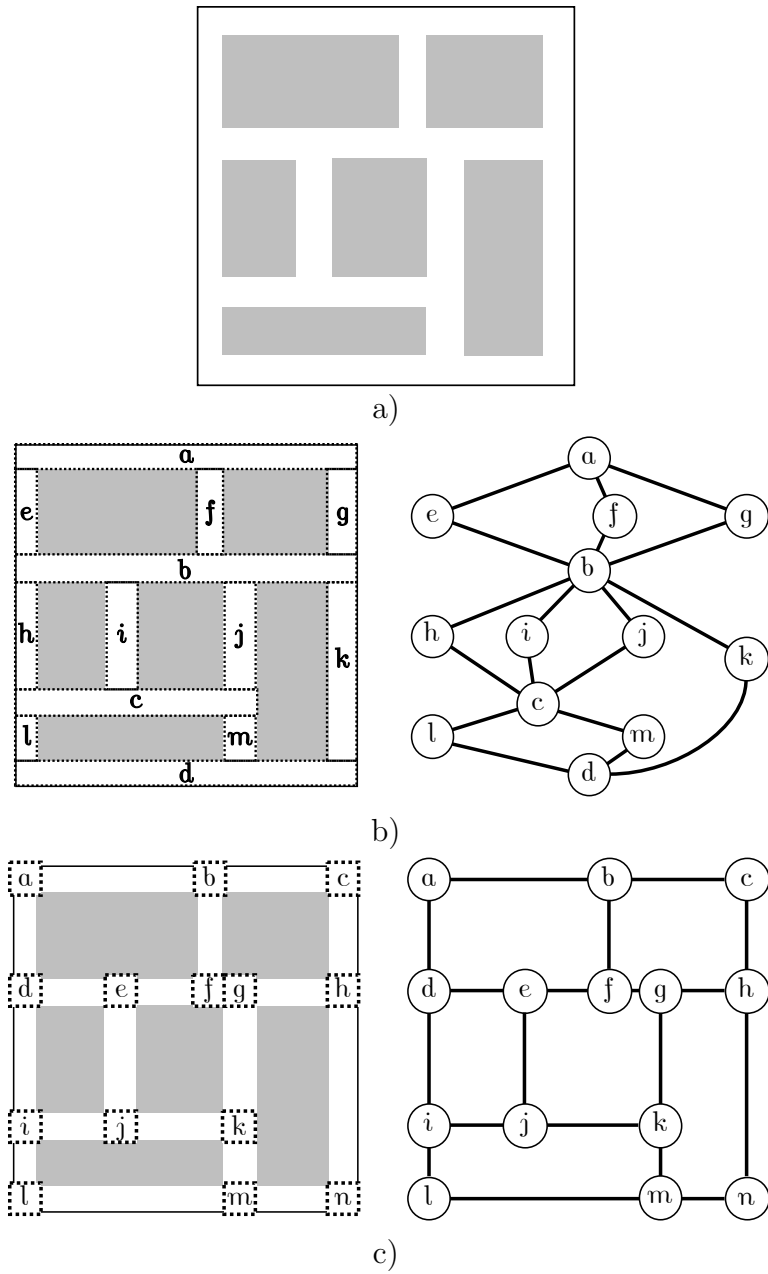 a)
a
e f g
b
h i j
k
c
l m
d
a
e f g
b
h i j
k
c
l m
d
b)
a b c
d e f g h
i j k
l m n
a b c
d e f g h
i j k
l m n
c)